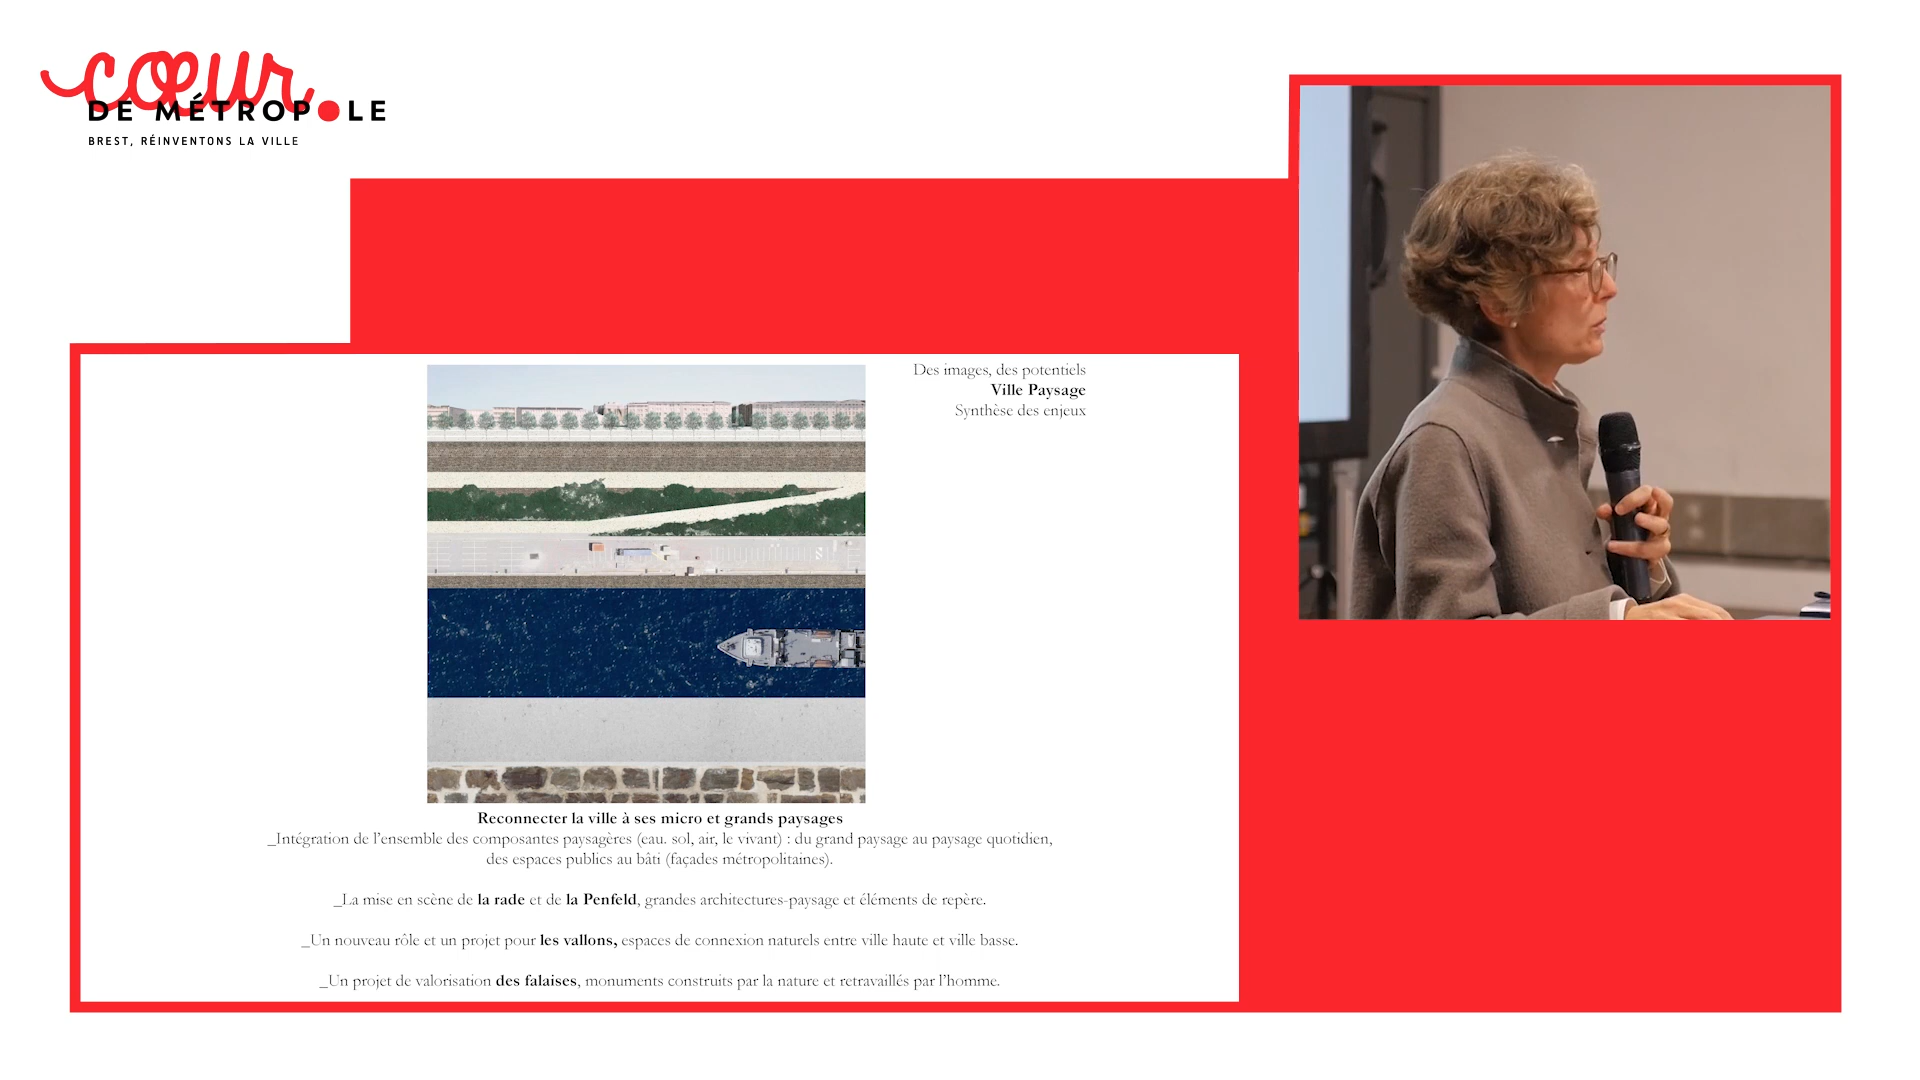 cœur
DE MÉTROPOLE
BREST, RÉINVENTONS LA VILLE
Des images, des potentiels
Ville Paysage
Synthèse des enjeux
Reconnecter la ville à ses micro et grands paysages
_Intégration de l'ensemble des composantes paysagères (eau. sol, air, le vivant) : du grand paysage au paysage quotidien,
des espaces publics au bâti (façades métropolitaines).
_La mise en scène de la rade et de la Penfeld, grandes architectures-paysage et éléments de repère.
_Un nouveau rôle et un projet pour les vallons, espaces de connexion naturels entre ville haute et ville basse.
_Un projet de valorisation des falaises, monuments construits par la nature et retravaillés par l'homme.